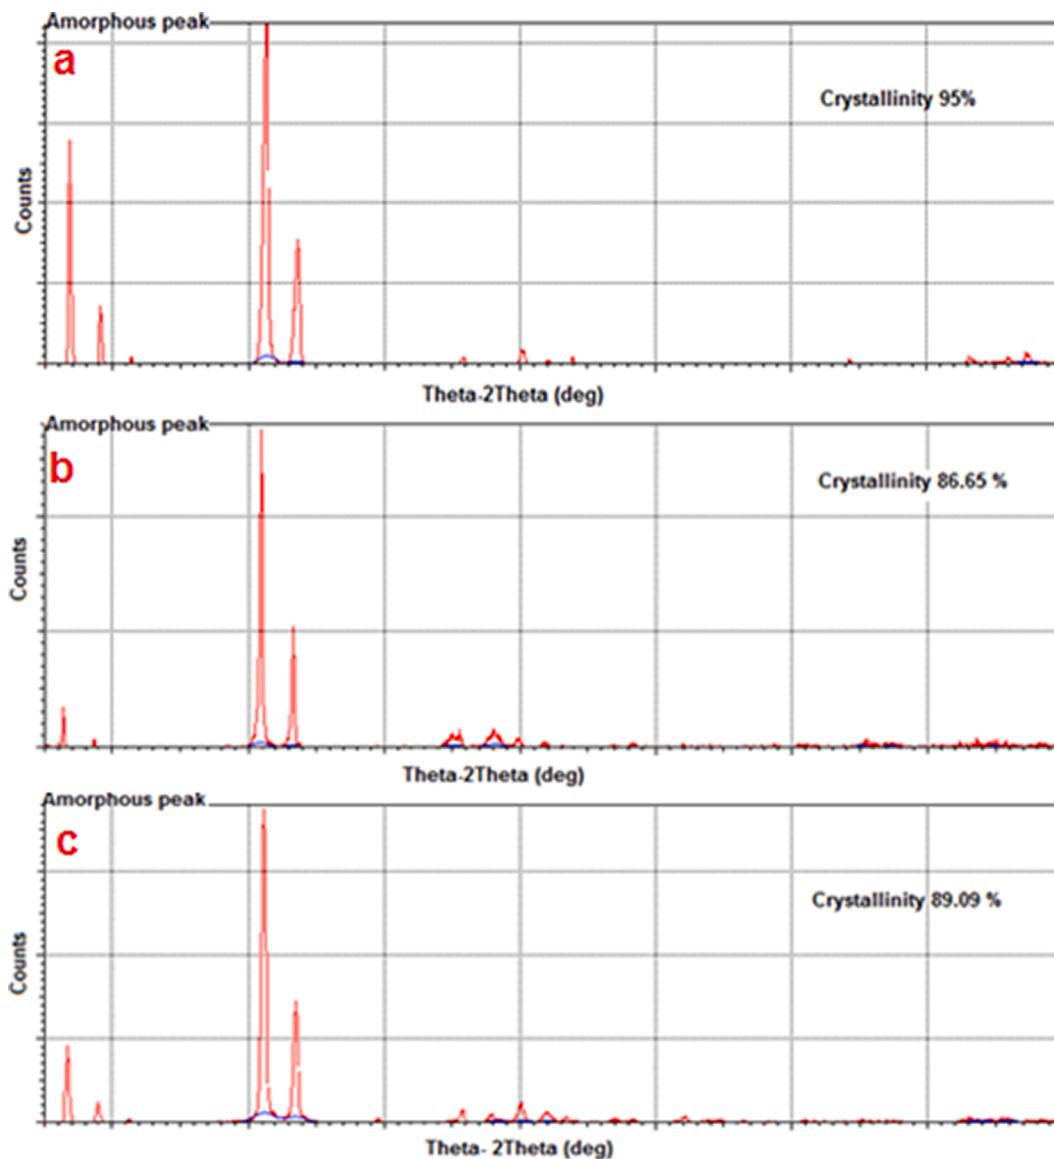 Amorphous peak
a
Crystallinity 95%
Counts
Theta-2Theta (deg)
Amorphous peak
b
Crystallinity 86.65 %
Counts
Theta-2Theta (deg)
Amorphous peak
c
Crystallinity 89.09 %
Counts
Theta- 2Theta (deg)